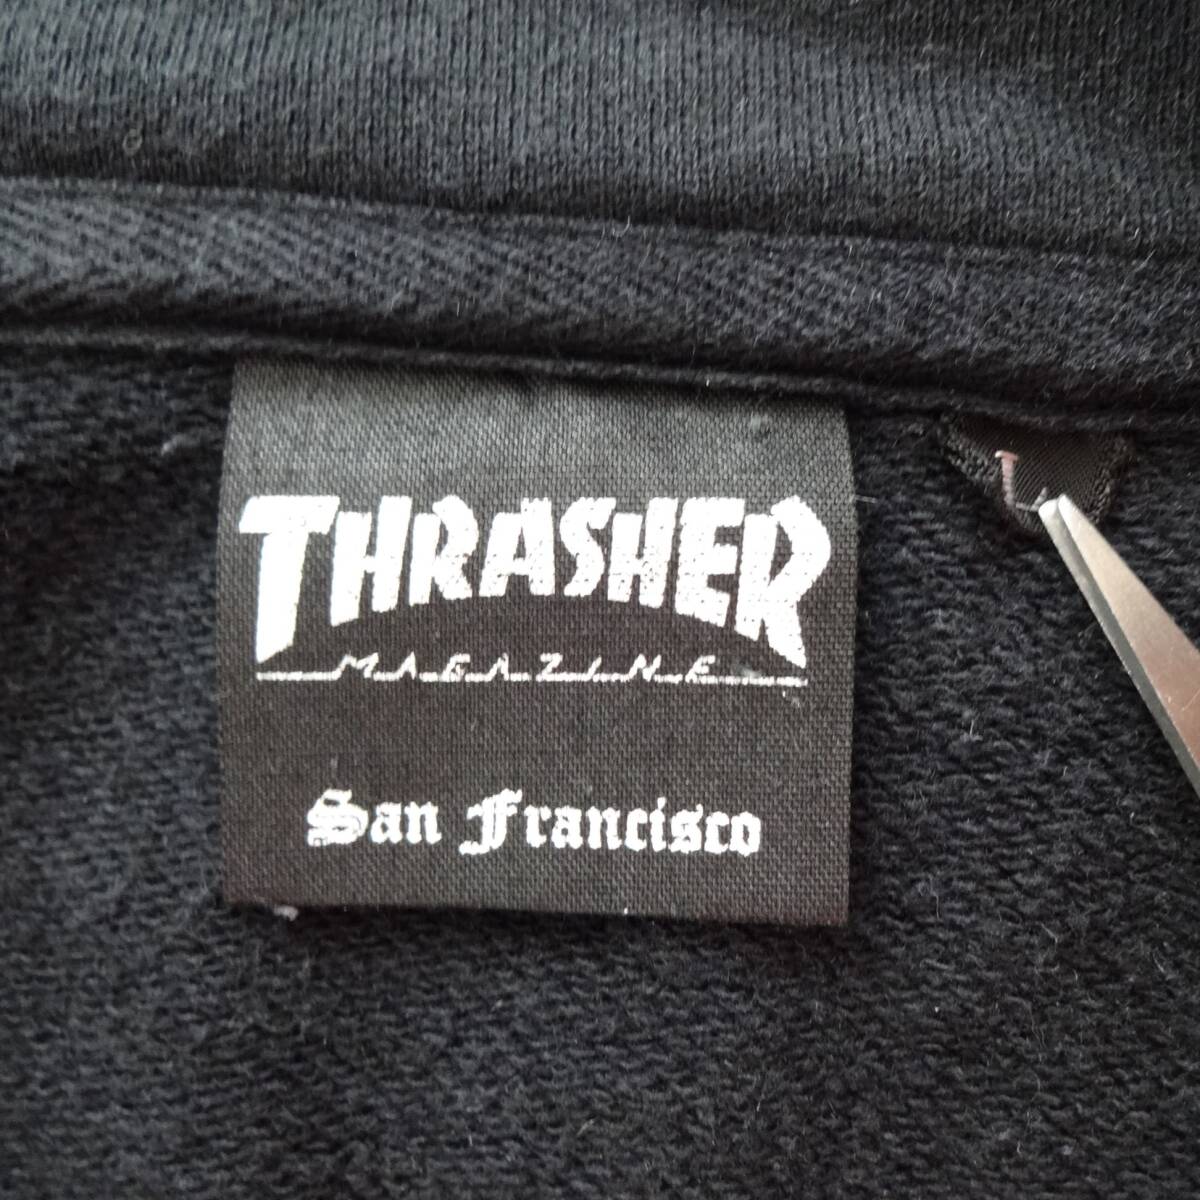 THRASHER
MAGAZINE
San Francisco
L